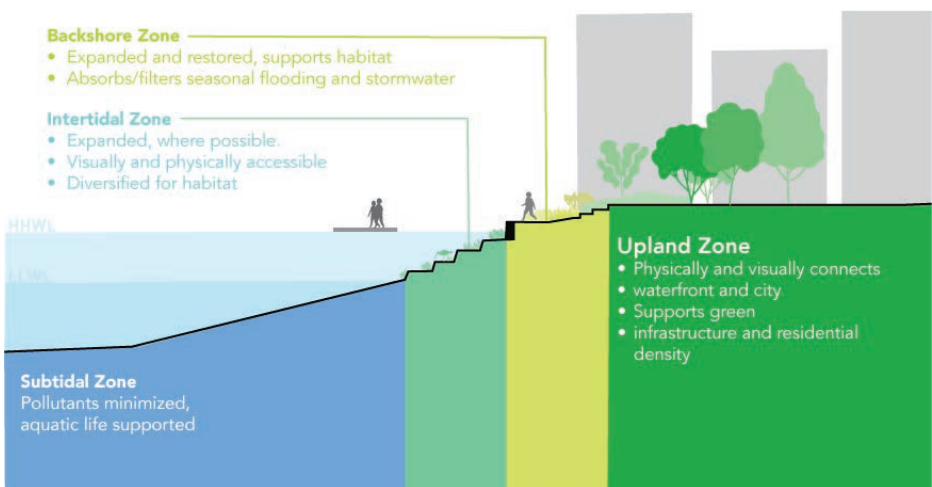 Backshore Zone
• Expanded and restored, supports habitat
• Absorbs/filters seasonal flooding and stormwater
Intertidal Zone
• Expanded, where possible.
• Visually and physically accessible
• Diversified for habitat
HHWL
LLWL
Upland Zone
• Physically and visually connects
• waterfront and city
• Supports green
• infrastructure and residential
density
Subtidal Zone
Pollutants minimized,
aquatic life supported